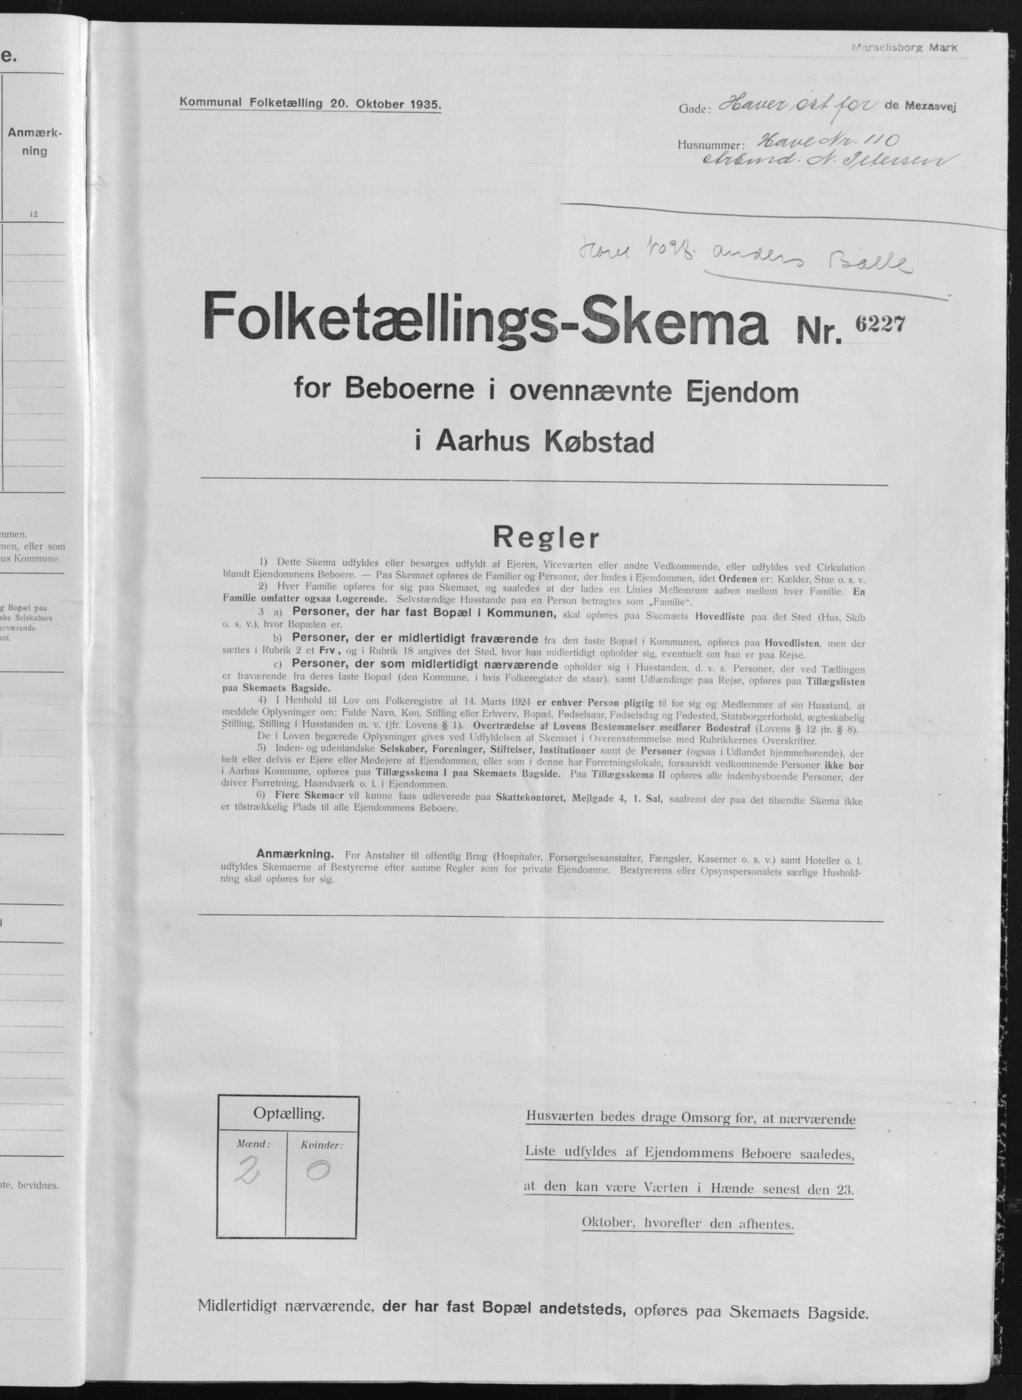 e.
Anmærk-
ning
12
mmen.
men, eller som
us Kommune.
g Bopæl paa
ske Selskabers
erværende
ant.
ste, bevidnes.
Marselisborg Mark
Kommunal Folketælling 20. Oktober 1935.
Gade: Haver øst for de Mezasvej
Husnummer: Have Nr. 110
N. Petersen
Anders Balle
Folketællings-Skema Nr. 6227
for Beboerne i ovennævnte Ejendom
i Aarhus Købstad
Regler
1) Dette Skema udfyldes eller besørges udfyldt af Ejeren, Viceværten eller andre Vedkommende, eller udfyldes ved Cirkulation
blandt Ejendommens Beboere. — Paa Skemaet opføres de Familier og Personer, der findes i Ejendommen, idet Ordenen er: Kælder, Stue o. s. v.
2) Hver Familie opføres for sig paa Skemaet, og saaledes at der lades en Linies Mellemrum aaben mellem hver Familie. En
Familie omfatter ogsaa Logerende. Selvstændige Husstande paa en Person betragtes som „Familie“.
3 a) Personer, der har fast Bopæl i Kommunen, skal opføres paa Skemaets Hovedliste paa det Sted (Hus, Skib
o. s. v.), hvor Bopælen er.
b) Personer, der er midlertidigt fraværende fra den faste Bopæl i Kommunen, opføres paa Hovedlisten, men der
sættes i Rubrik 2 et Frv., og i Rubrik 18 angives det Sted, hvor han midlertidigt opholder sig, eventuelt om han er paa Rejse.
c) Personer, der som midlertidigt nærværende opholder sig i Husstanden, d. v. s. Personer, der ved Tællingen
er fraværende fra deres faste Bopæl (den Kommune, i hvis Folkeregister de staar), samt Udlændinge paa Rejse, opføres paa Tillægslisten
paa Skemaets Bagside.
4) I Henhold til Lov om Folkeregistre af 14. Marts 1924 er enhver Person pligtig til for sig og Medlemmer af sin Husstand, at
meddele Oplysninger om: Fulde Navn, Køn, Stilling eller Erhverv, Bopæl, Fødselsaar, Fødselsdag og Fødested, Statsborgerforhold, ægteskabelig
Stilling, Stilling i Husstanden m. v. (jfr. Lovens § 1). Overtrædelse af Lovens Bestemmelser medfører Bødestraf (Lovens § 12 jfr. § 8).
De i Loven begærede Oplysninger gives ved Udfyldelsen af Skemaet i Overensstemmelse med Rubrikkernes Overskrifter.
5) Inden- og udenlandske Selskaber, Foreninger, Stiftelser, Institutioner samt de Personer (ogsaa i Udlandet hjemmehørende), der
helt eller delvis er Ejere eller Medejere af Ejendommen, eller som i denne har Forretningslokale, forsaavidt vedkommende Personer ikke bor
i Aarhus Kommune, opføres paa Tillægsskema I paa Skemaets Bagside. Paa Tillægsskema II opføres alle indenbysboende Personer, der
driver Forretning, Haandværk o. l. i Ejendommen.
6) Flere Skemaer vil kunne faas udleverede paa Skattekontoret, Mejlgade 4, 1. Sal, saafremt der paa det tilsendte Skema ikke
er tilstrækkelig Plads til alle Ejendommens Beboere.
Anmærkning. For Anstalter til offentlig Brug (Hospitaler, Forsørgelsesanstalter, Fængsler, Kaserner o. s. v.) samt Hoteller o. l.
udfyldes Skemaerne af Bestyrerne efter samme Regler som for private Ejendomme. Bestyrerens eller Opsynspersonalets særlige Hushold-
ning skal opføres for sig.
Optælling.
Mænd: Kvinder:
2 0
Husværten bedes drage Omsorg for, at nærværende
Liste udfyldes af Ejendommens Beboere saaledes,
at den kan være Værten i Hænde senest den 23.
Oktober, hvorefter den afhentes.
Midlertidigt nærværende, der har fast Bopæl andetsteds, opføres paa Skemaets Bagside.